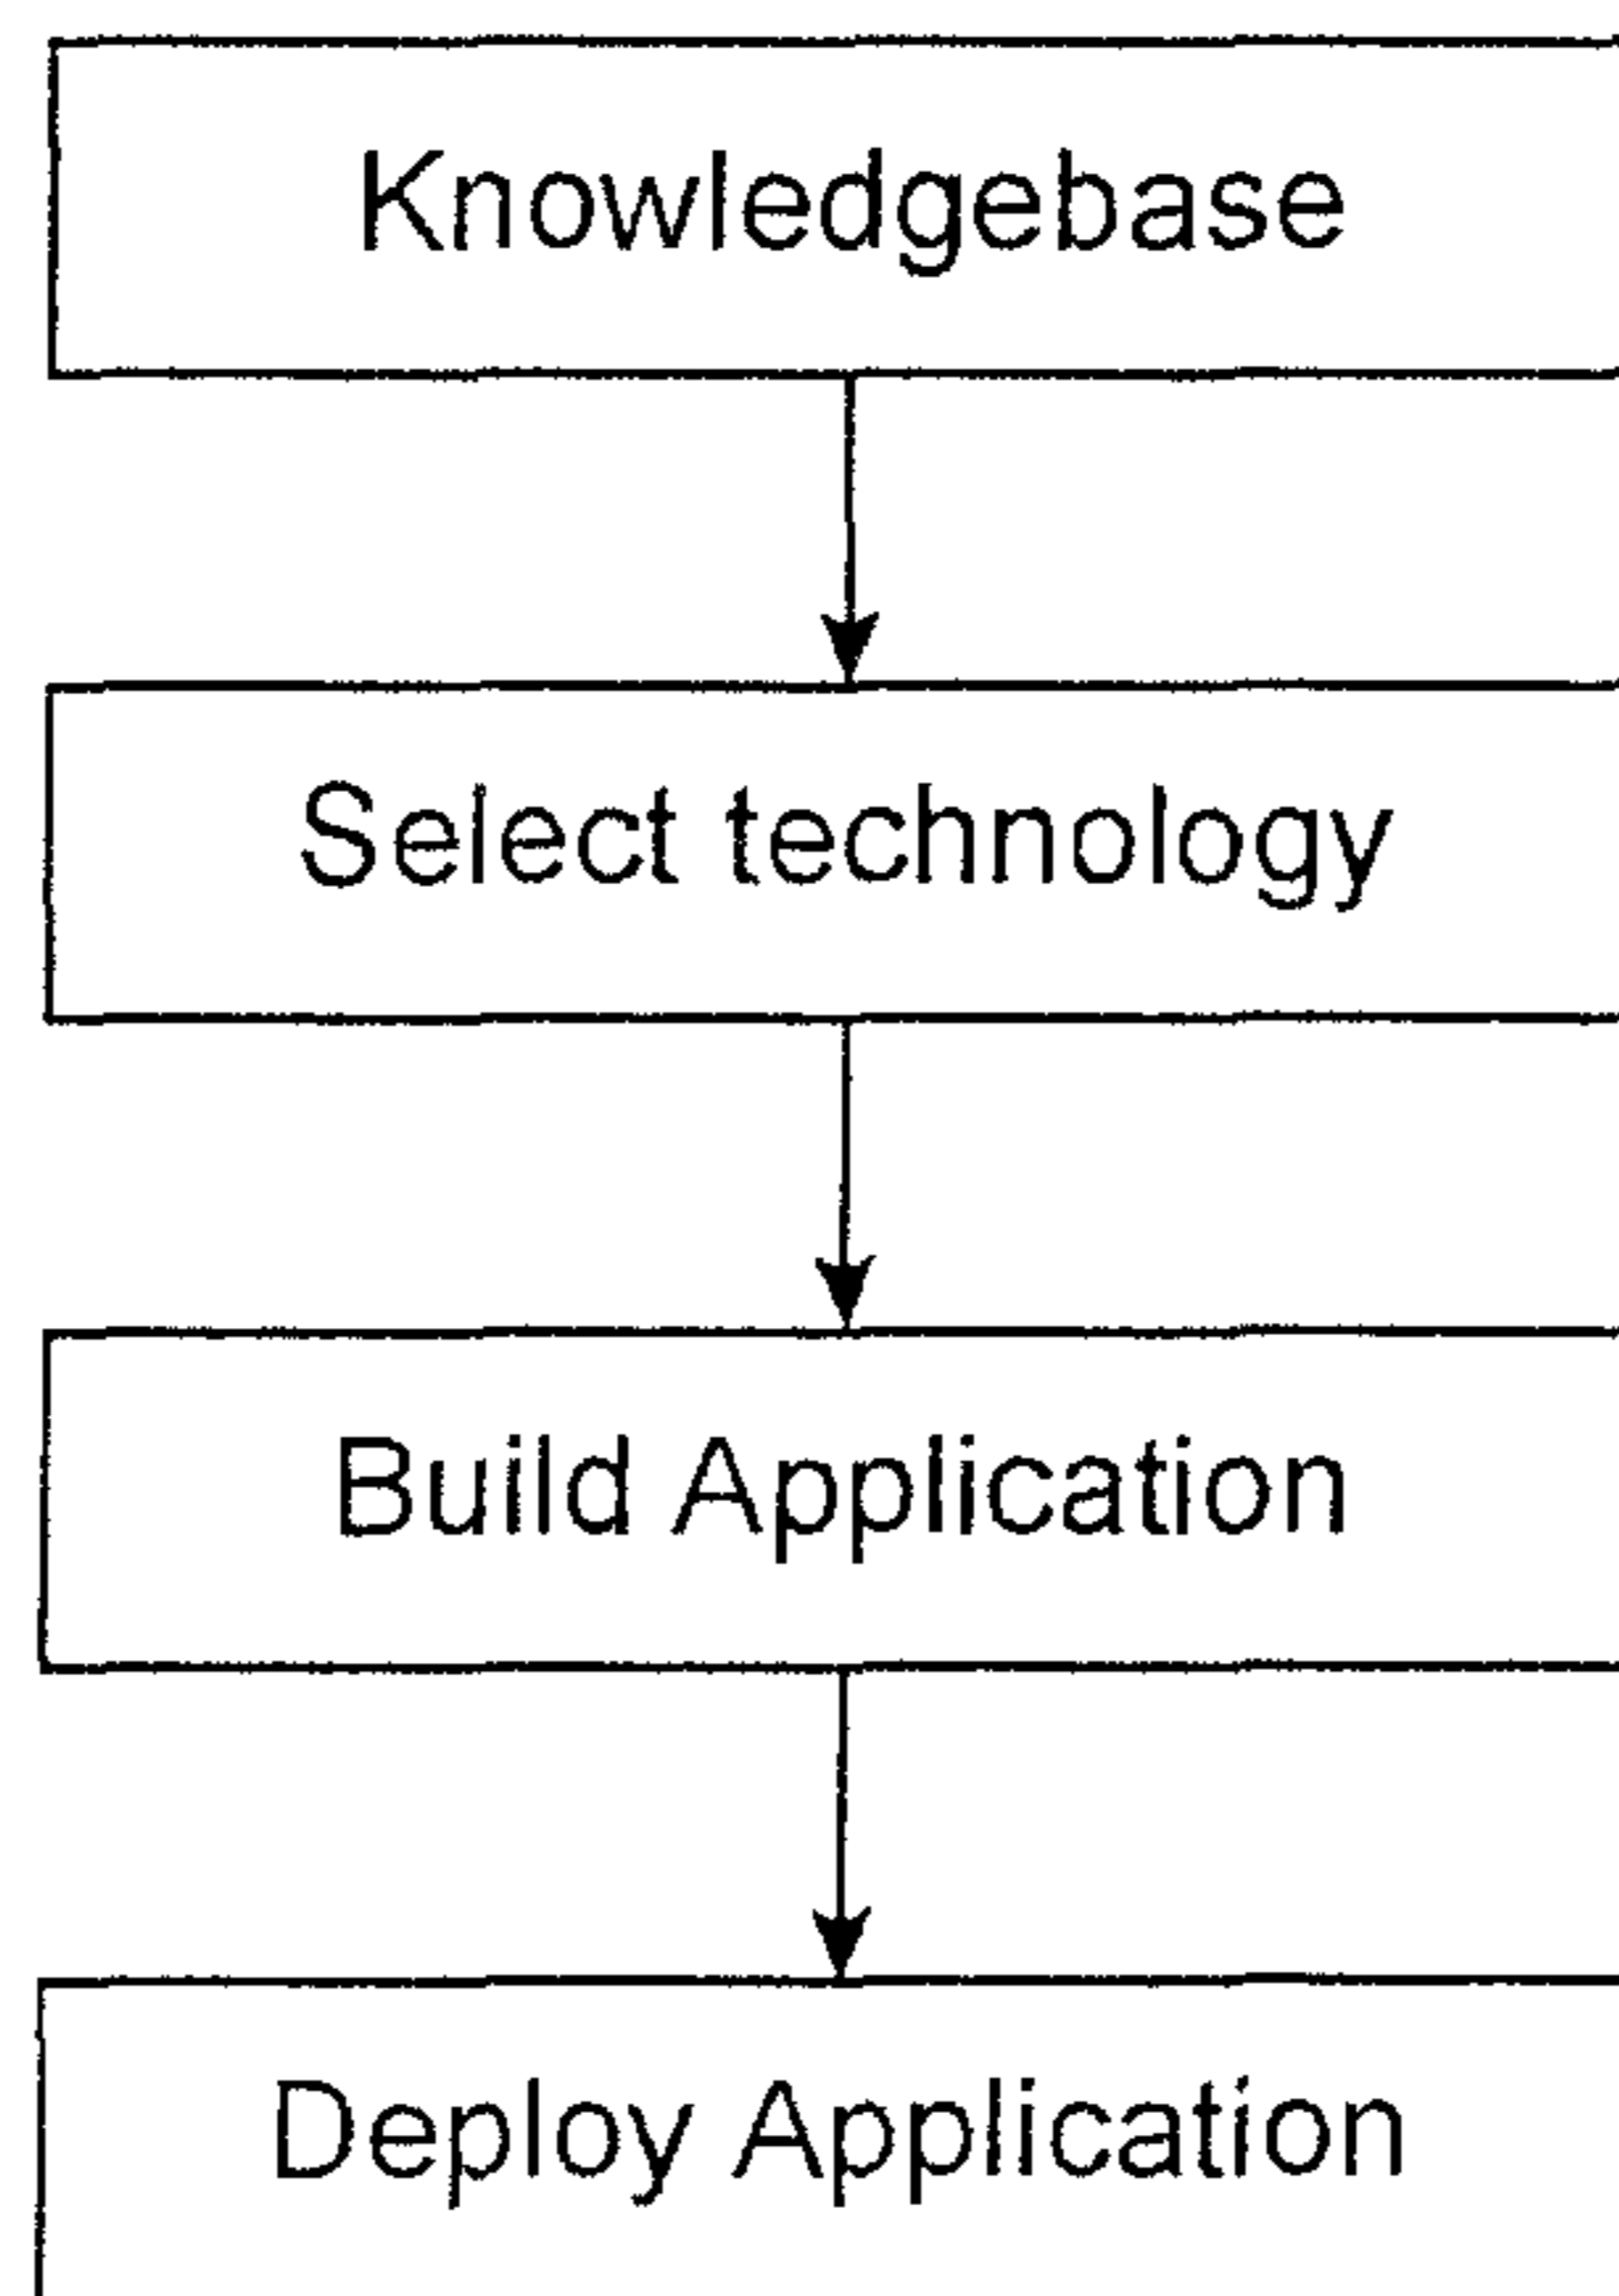 Knowledgebase
Select technology
Build Application
Deploy Application